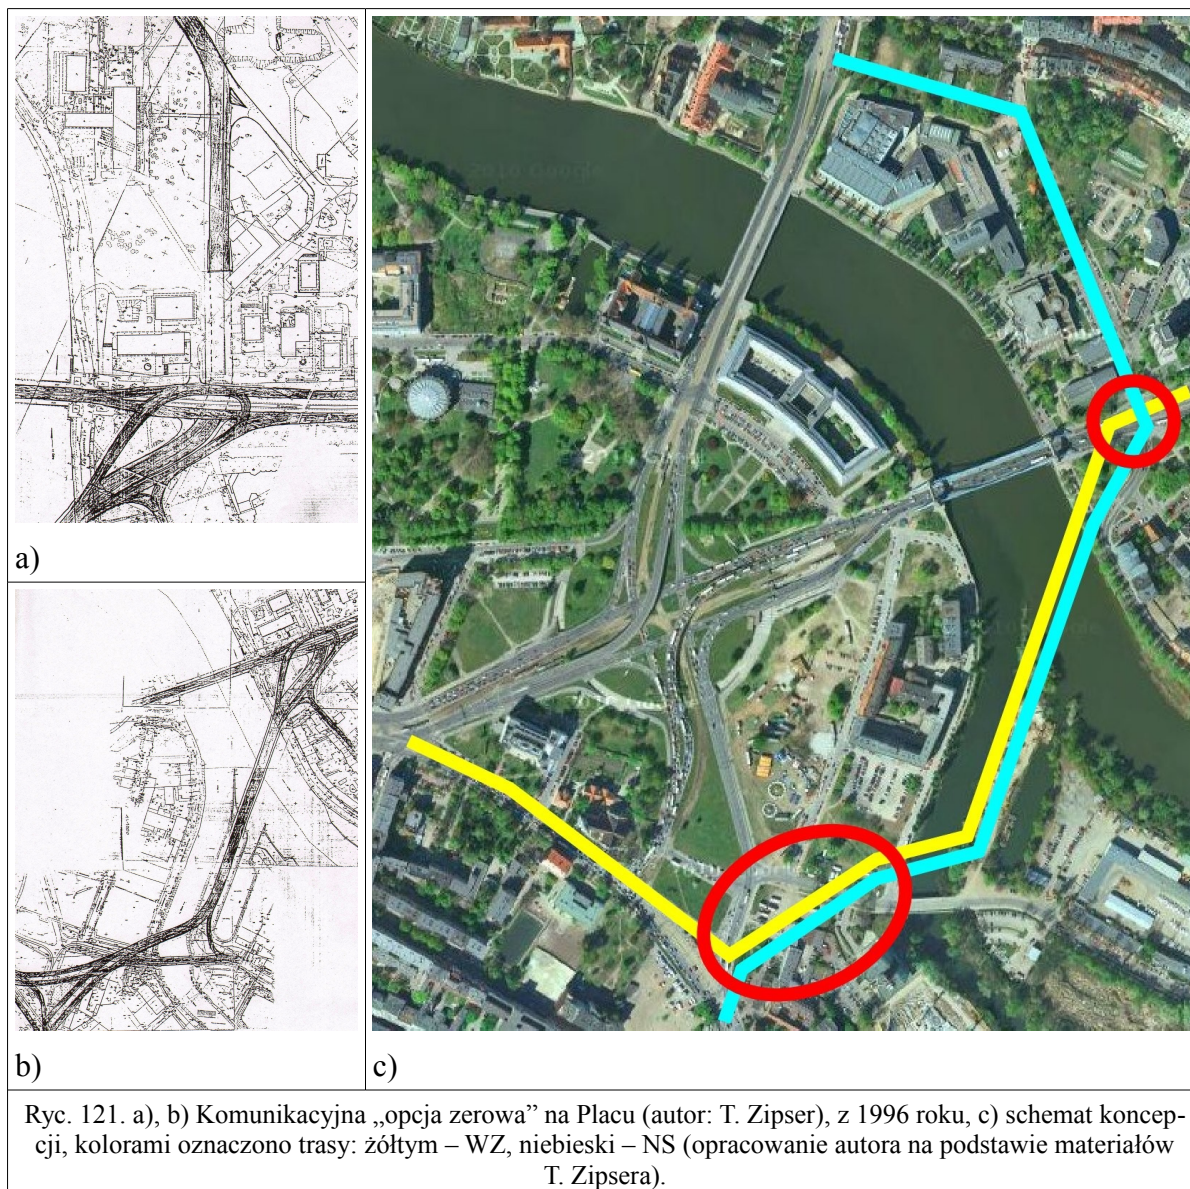 a)
b)
c)
Ryc. 121. a), b) Komunikacyjna „opcja zerowa” na Placu (autor: T. Zipser), z 1996 roku, c) schemat koncep-
cji, kolorami oznaczono trasy: żółtym – WZ, niebieski – NS (opracowanie autora na podstawie materiałów
T. Zipsera).